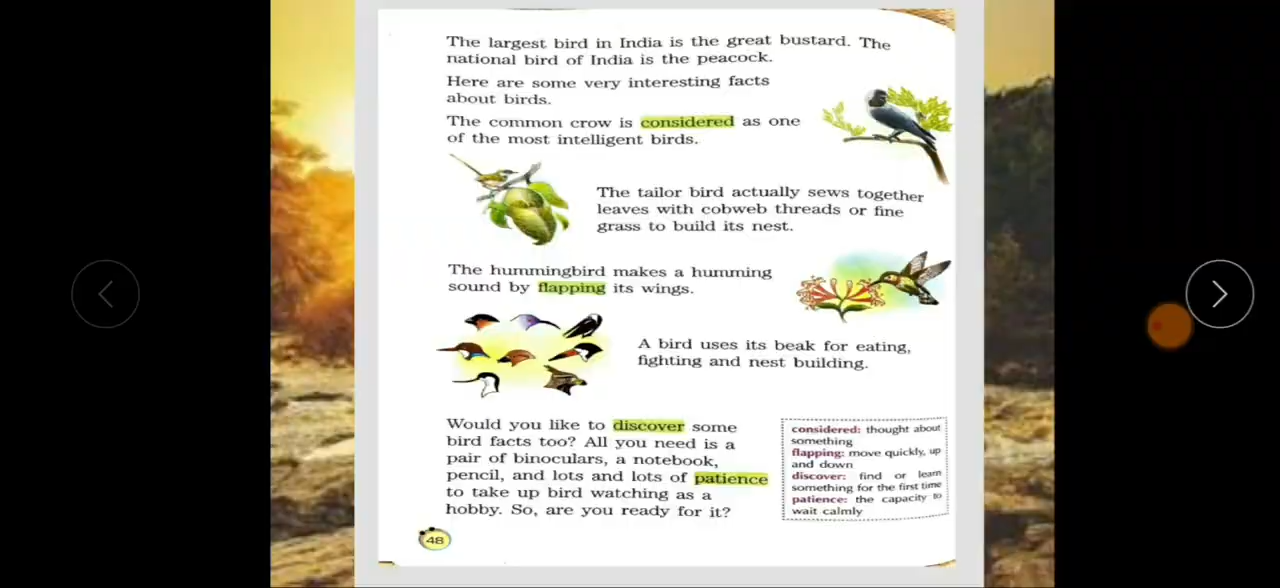 The largest bird in India is the great bustard. The
national bird of India is the peacock.
Here are some very interesting facts
about birds.
The common crow is considered as one
of the most intelligent birds.
The tailor bird actually sews together
leaves with cobweb threads or fine
grass to build its nest.
The hummingbird makes a humming
sound by flapping its wings.
A bird uses its beak for eating,
fighting and nest building.
Would you like to discover some
bird facts too? All you need is a
pair of binoculars, a notebook,
pencil, and lots and lots of patience
to take up bird watching as a
hobby. So, are you ready for it?
considered: thought about
something
flapping: move quickly, up
and down
discover: find or learn
something for the first time
patience: the capacity to
wait calmly
48